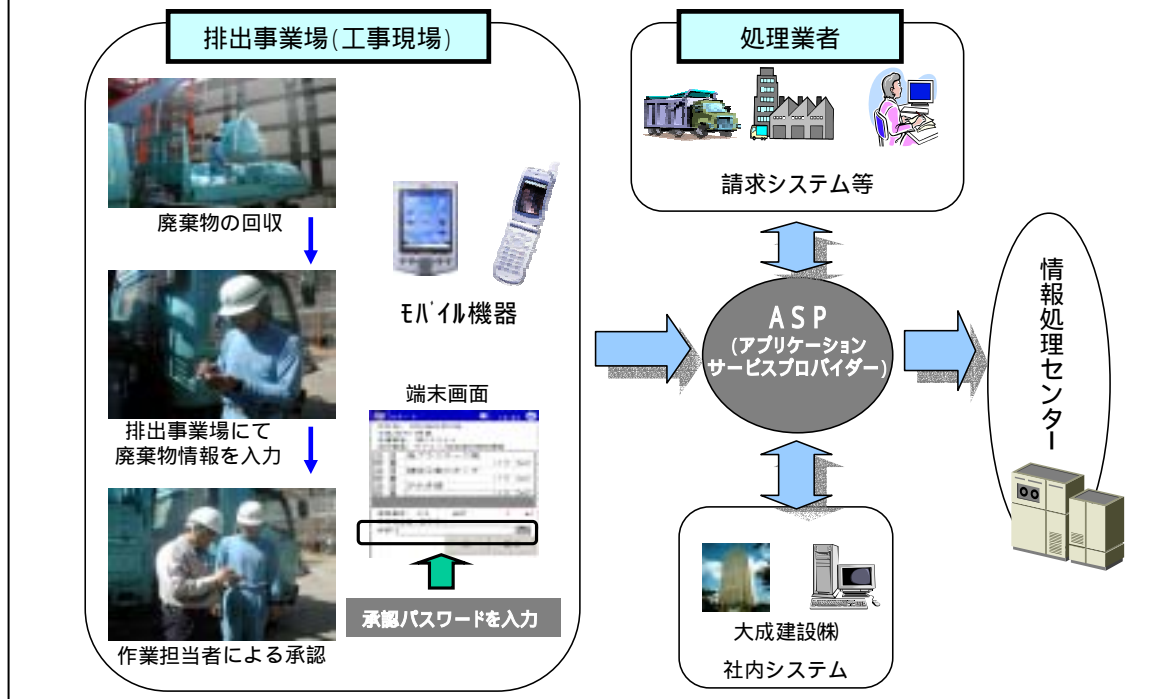 排出事業場(工事現場)
廃棄物の回収
排出事業場にて
廃棄物情報を入力
作業担当者による承認
ﾓﾊﾞｲﾙ機器
端末画面
承認パスワードを入力
処理業者
請求システム等
ASP
(アプリケーション
サービスプロバイダー)
大成建設㈱
社内システム
情報処理センター